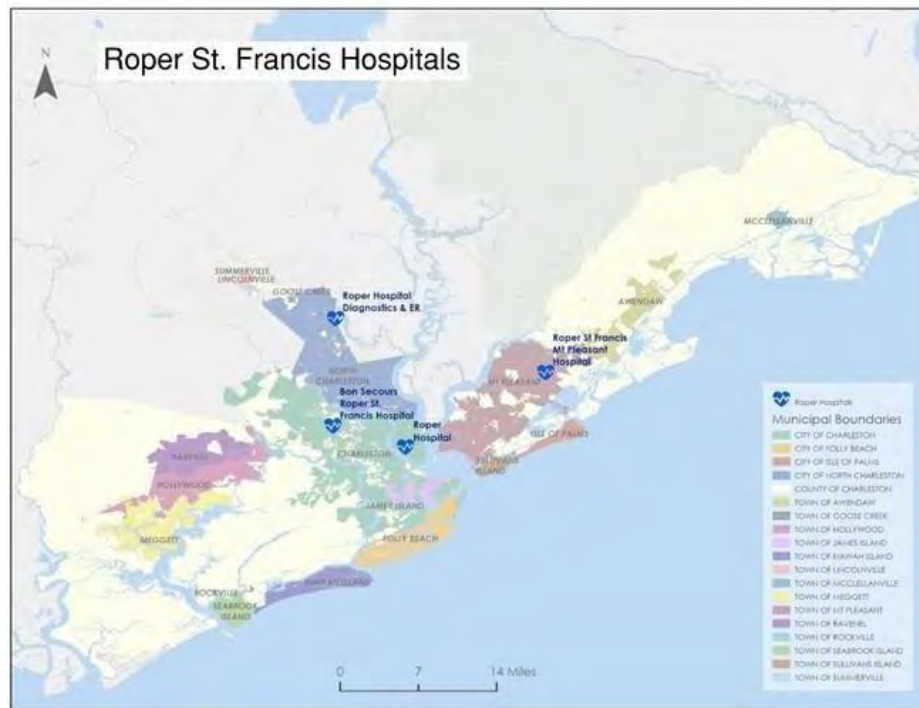 Roper St. Francis Hospitals
N
MCCLELLANVILLE
SUMMERVILLE
LINCOLNVILLE
GOOSE CREEK
Roper Hospital
Diagnostics & ER
AWENDAW
Roper St Francis
Mt Pleasant
Hospital
MT PLEASANT
NORTH
CHARLESTON
Bon Secours
Roper St.
Francis Hospital
Roper
Hospital
ISLE OF PALMS
CHARLESTON
SULLIVANS
ISLAND
RAVENEL
HOLLYWOOD
JAMES ISLAND
MEGGETT
FOLLY BEACH
KIAWAH ISLAND
ROCKVILLE
SEABROOK
ISLAND
0 7 14 Miles
Roper Hospitals
Municipal Boundaries
CITY OF CHARLESTON
CITY OF FOLLY BEACH
CITY OF ISLE OF PALMS
CITY OF NORTH CHARLESTON
COUNTY OF CHARLESTON
TOWN OF AWENDAW
TOWN OF GOOSE CREEK
TOWN OF HOLLYWOOD
TOWN OF JAMES ISLAND
TOWN OF KIAWAH ISLAND
TOWN OF LINCOLNVILLE
TOWN OF MCCLELLANVILLE
TOWN OF MEGGETT
TOWN OF MT PLEASANT
TOWN OF RAVENEL
TOWN OF ROCKVILLE
TOWN OF SEABROOK ISLAND
TOWN OF SULLIVANS ISLAND
TOWN OF SUMMERVILLE